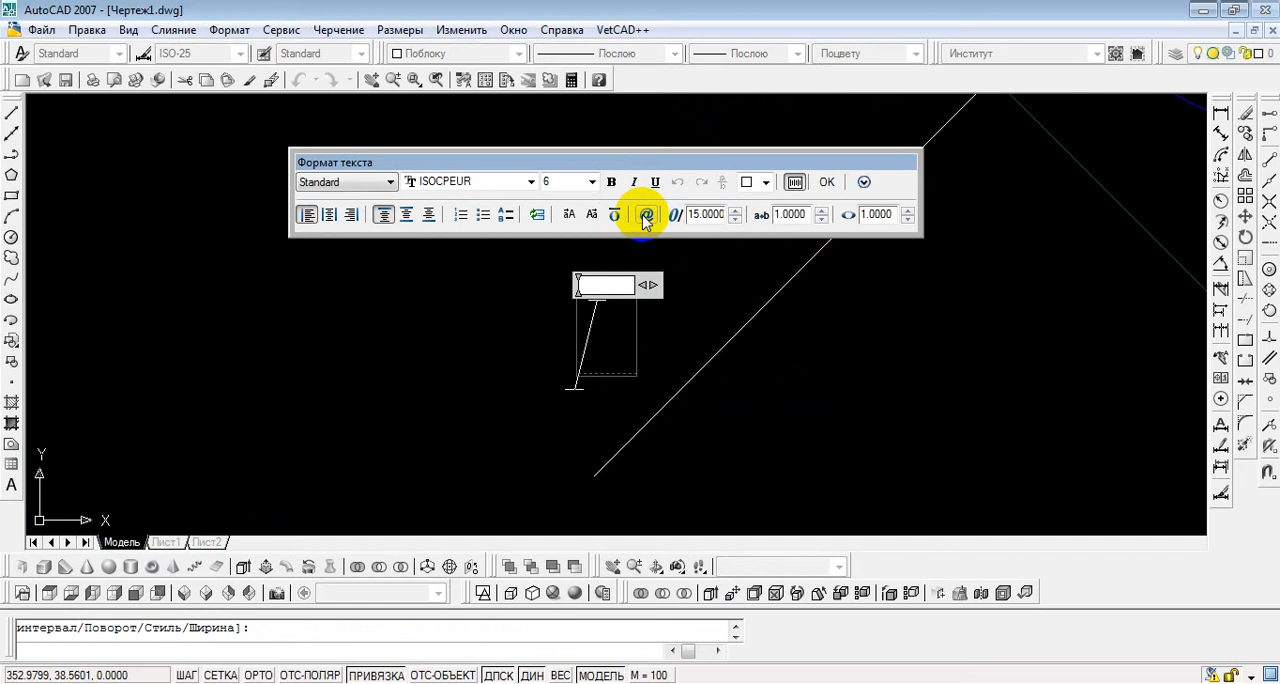 AutoCAD 2007 - [Чертеж1.dwg]
Файл Правка Вид Слияние Формат Сервис Черчение Размеры Изменить Окно Справка VetCAD++
Standard ISO-25 Standard Поблоку Послою Послою Поцвету Институт 0
Формат текста
Standard ISOCPEUR 6 B I U OK
@ 0/ 15.0000 a+b 1.0000 1.0000
Y
X
A
Модель Лист1 Лист2
интервал/Поворот/Стиль/Ширина]:
352.9799, 38.5601, 0.0000 ШАГ СЕТКА ОРТО ОТС-ПОЛЯР ПРИВЯЗКА ОТС-ОБЪЕКТ ДПСК ДИН ВЕС МОДЕЛЬ M = 100